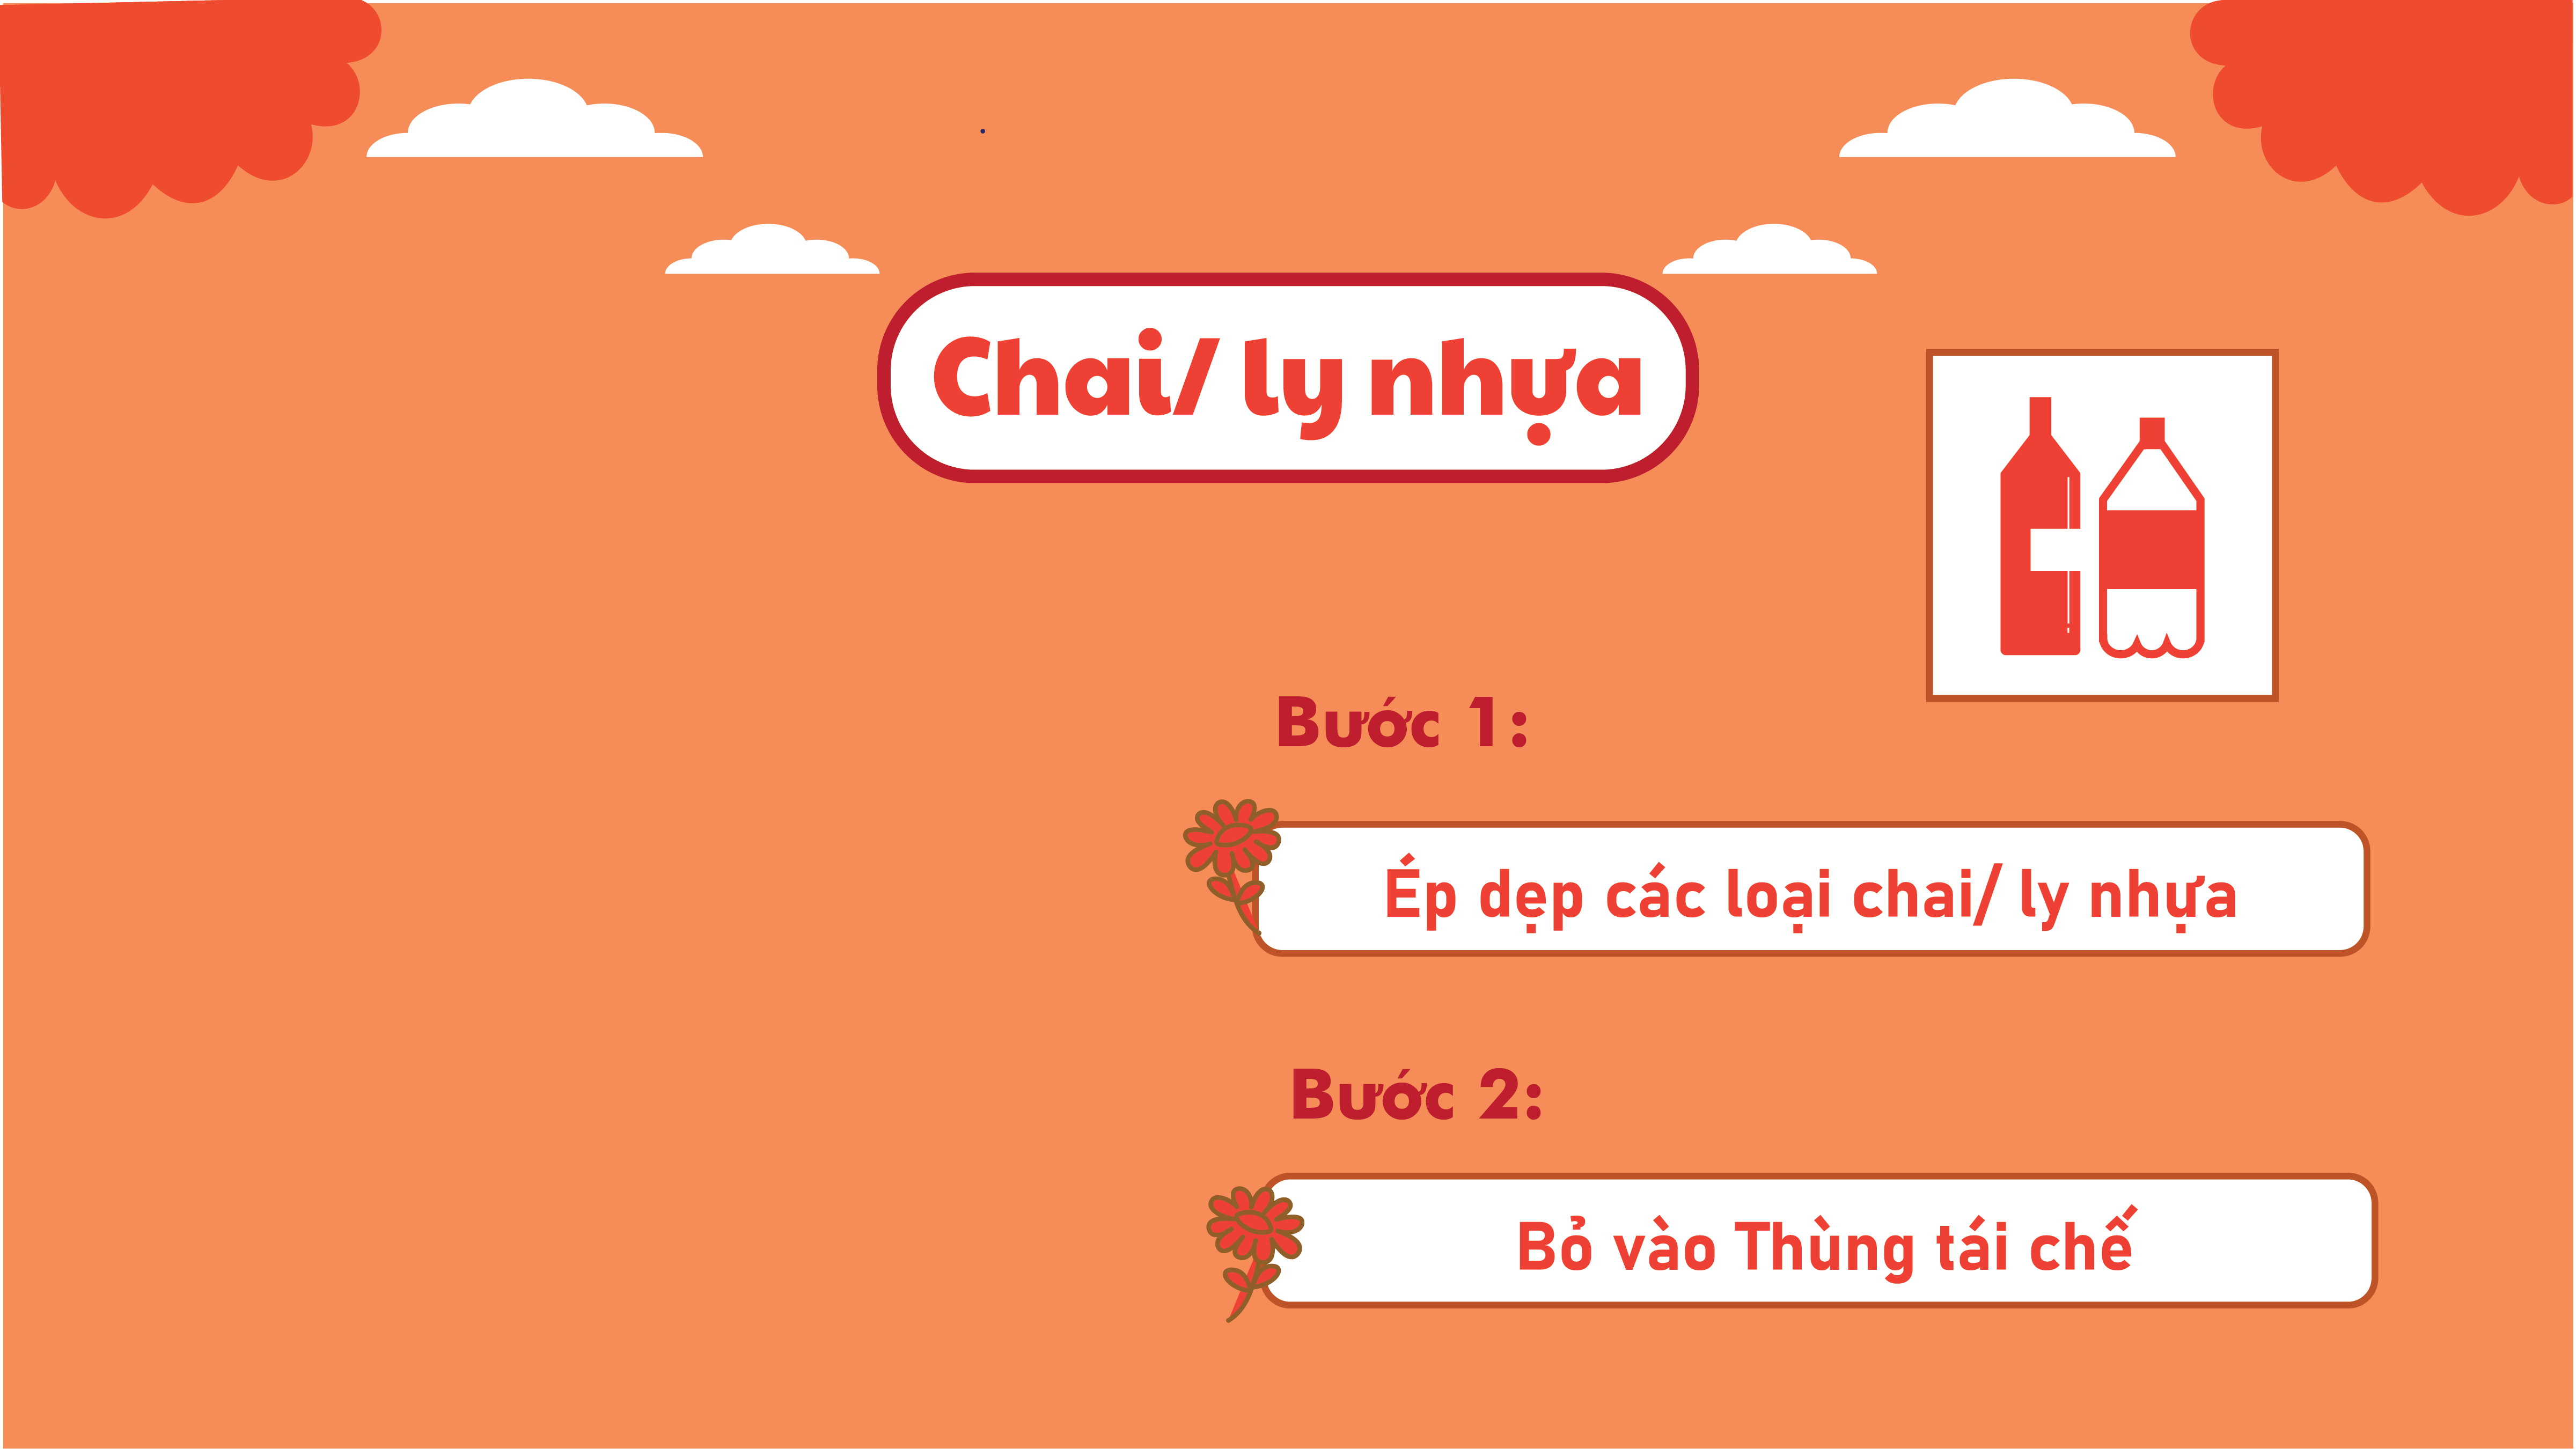 Chai/ ly nhựa
Bước 1:
Ép dẹp các loại chai/ ly nhựa
Bước 2:
Bỏ vào Thùng tái chế